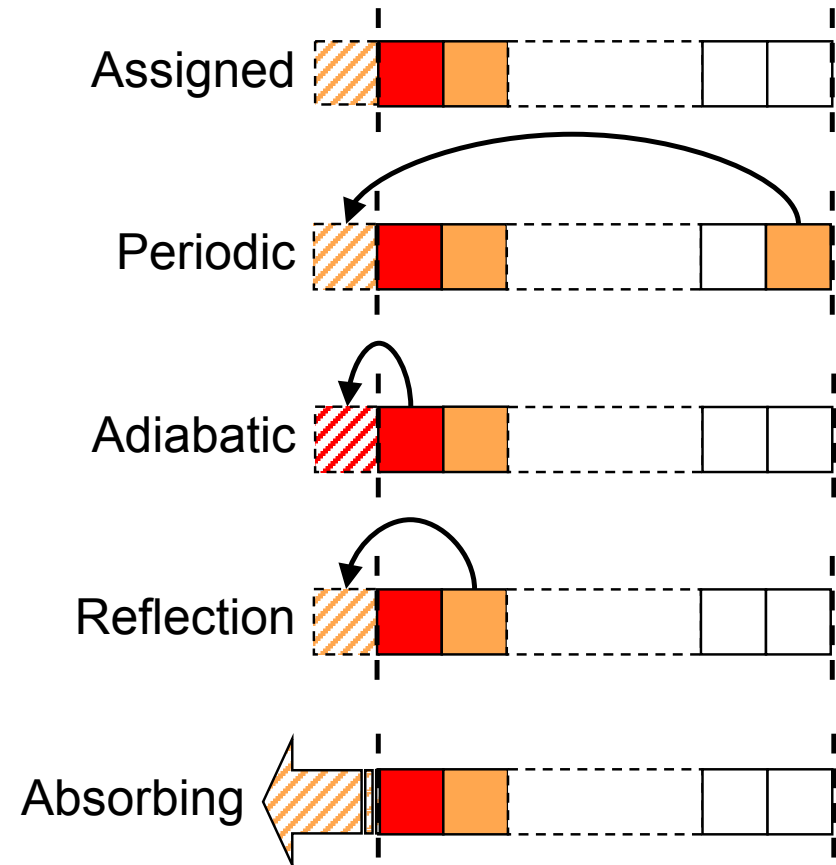 Assigned
Periodic
Adiabatic
Reflection
Absorbing